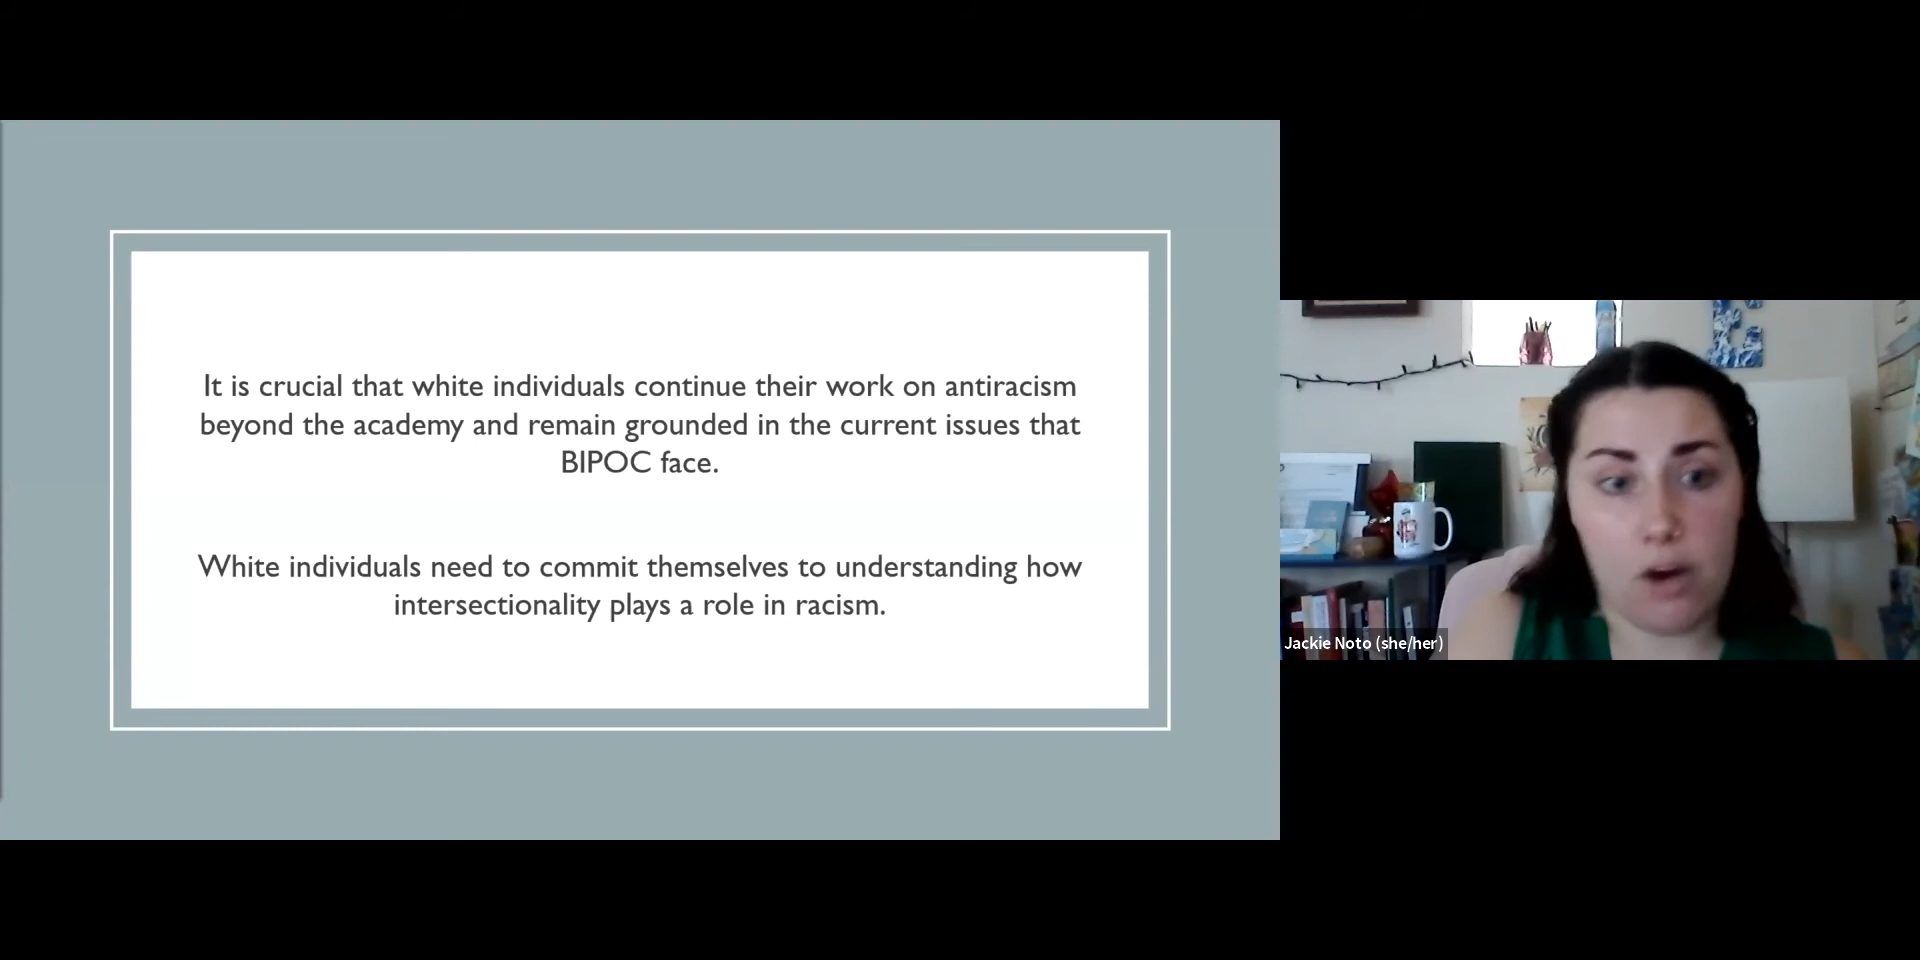 It is crucial that white individuals continue their work on antiracism
beyond the academy and remain grounded in the current issues that
BIPOC face.
White individuals need to commit themselves to understanding how
intersectionality plays a role in racism.
Jackie Noto (she/her)